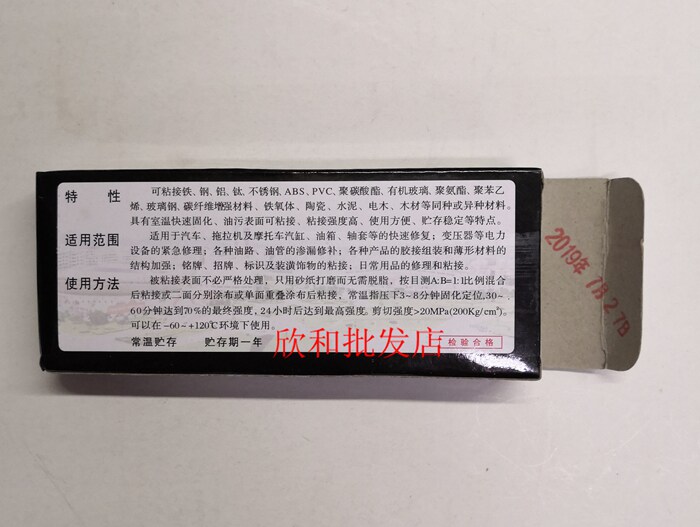 特 性 可粘接铁、钢、铝、钛、不锈钢、ABS、PVC、聚碳酸酯、有机玻璃、聚氨酯、聚苯乙
烯、玻璃钢、碳纤维增强材料、铁氧体、陶瓷、水泥、电木、木材等同种或异种材料。
具有室温快速固化、油污表面可粘接、粘接强度高、使用方便、贮存稳定等特点。
适用范围 适用于汽车、拖拉机及摩托车汽缸、油箱、轴套等的快速修复；变压器等电力
设备的紧急修理；各种油路、油管的渗漏修补；各种产品的胶接组装和薄形材料的
结构加强；铭牌、招牌、标识及装潢饰物的粘接；日常用品的修理和粘接。
使用方法 被粘接表面不必严格处理，只用砂纸打磨而无需脱脂，按目测A:B=1:1比例混合
后粘接或二面分别涂布或单面重叠涂布后粘接，常温指压下3~8分钟固化定位,30~
60分钟达到70%的最终强度，24小时后达到最高强度。剪切强度>20MPa(200Kg/cm²)。
可以在-60~+120℃环境下使用。
常温贮存 贮存期一年
检验合格
欣和批发店
2019年 7月 27日